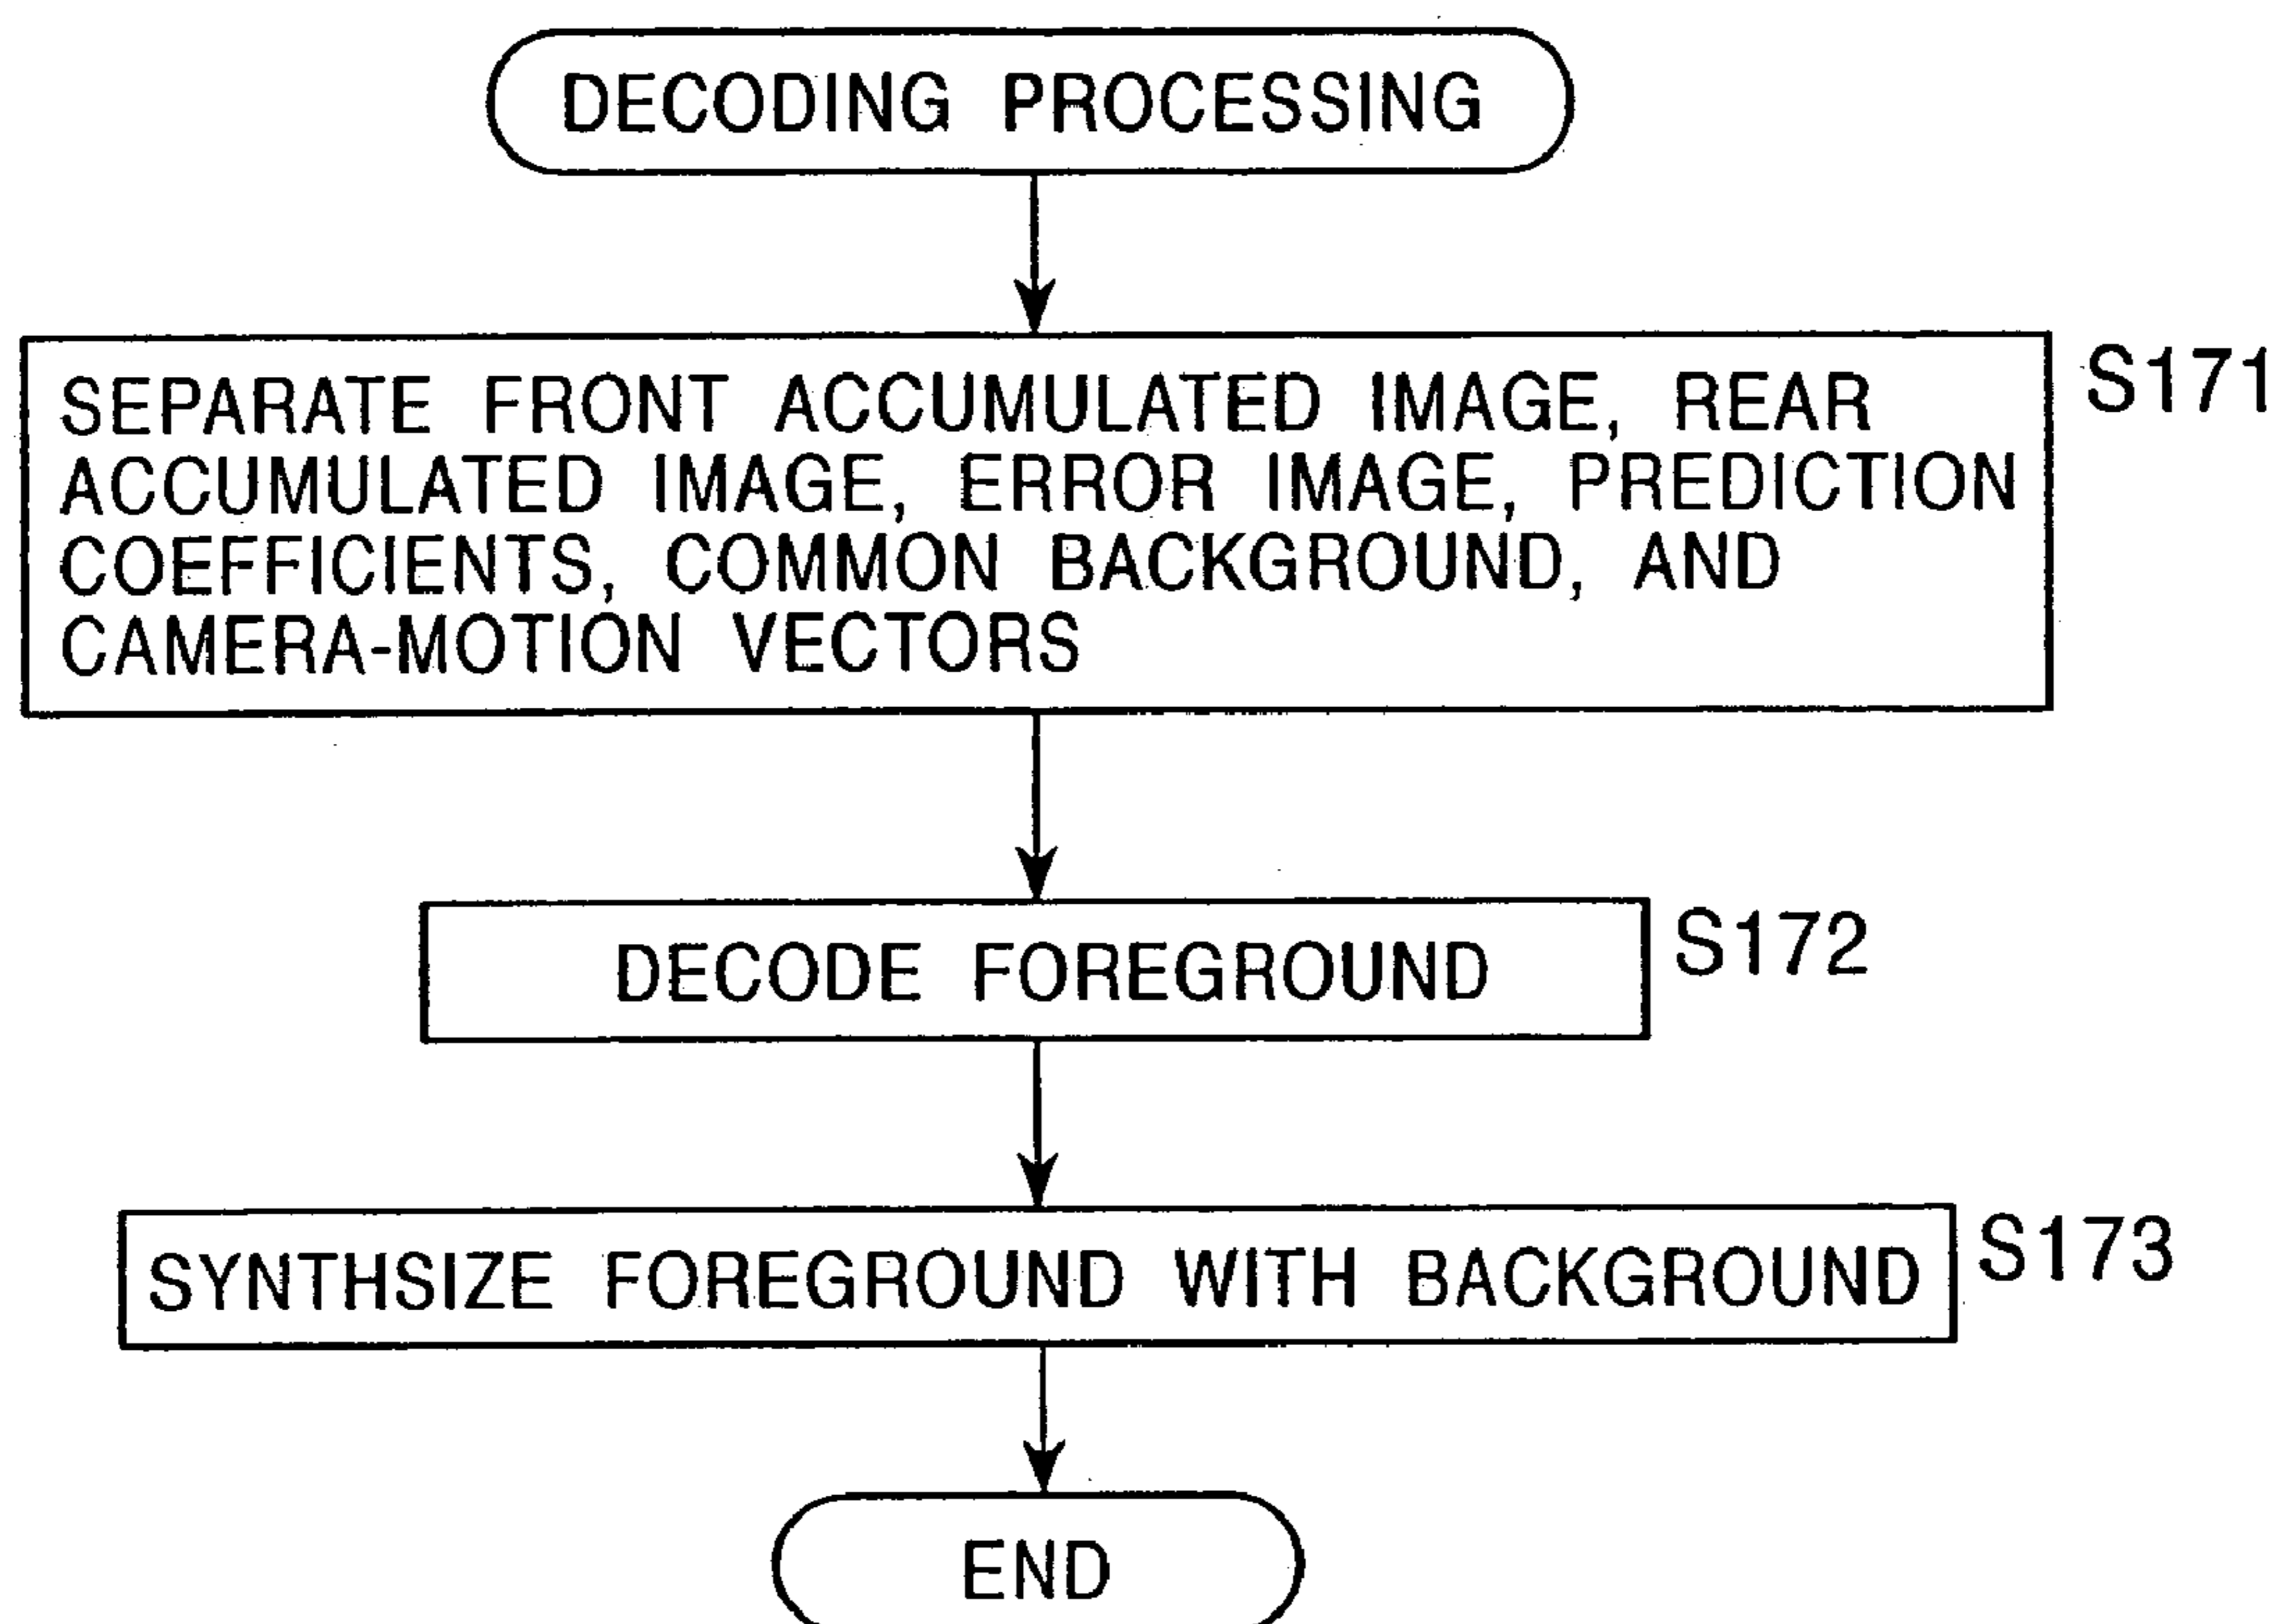 DECODING PROCESSING
SEPARATE FRONT ACCUMULATED IMAGE, REAR
ACCUMULATED IMAGE, ERROR IMAGE, PREDICTION
COEFFICIENTS, COMMON BACKGROUND, AND
CAMERA-MOTION VECTORS
S171
DECODE FOREGROUND
S172
SYNTHSIZE FOREGROUND WITH BACKGROUND
S173
END